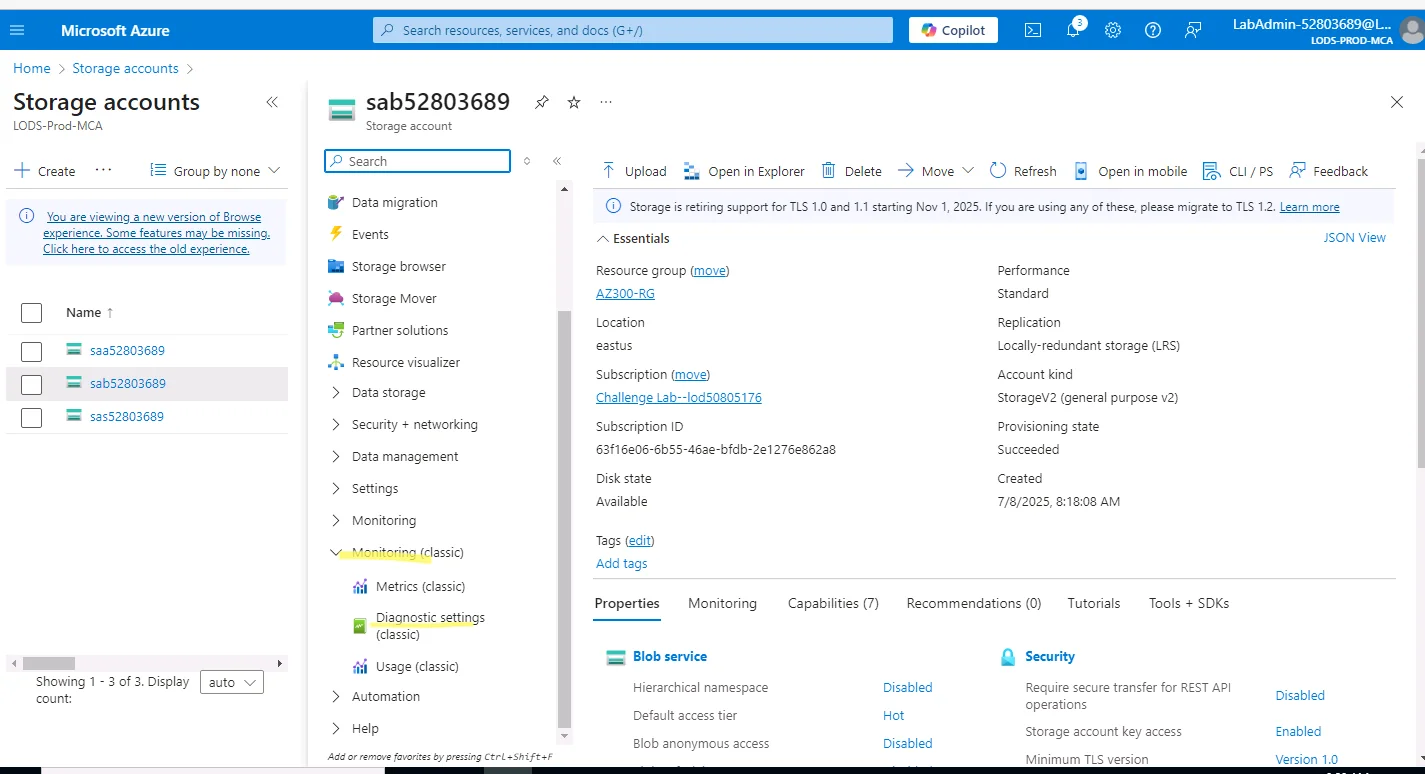 Microsoft Azure
Search resources, services, and docs (G+/)
Copilot
3
LabAdmin-52803689@L...
LODS-PROD-MCA
Home > Storage accounts >
Storage accounts
LODS-Prod-MCA
Create
Group by none
You are viewing a new version of Browse
experience. Some features may be missing.
Click here to access the old experience.
Name ↑
saa52803689
sab52803689
sas52803689
Showing 1 - 3 of 3. Display
count:
auto
sab52803689
Storage account
Search
Data migration
Events
Storage browser
Storage Mover
Partner solutions
Resource visualizer
Data storage
Security + networking
Data management
Settings
Monitoring
Monitoring (classic)
Metrics (classic)
Diagnostic settings
(classic)
Usage (classic)
Automation
Help
Add or remove favorites by pressing Ctrl+Shift+F
Upload
Open in Explorer
Delete
Move
Refresh
Open in mobile
CLI / PS
Feedback
Storage is retiring support for TLS 1.0 and 1.1 starting Nov 1, 2025. If you are using any of these, please migrate to TLS 1.2. Learn more
Essentials
JSON View
Resource group (move)
AZ300-RG
Location
eastus
Subscription (move)
Challenge Lab--lod50805176
Subscription ID
63f16e06-6b55-46ae-bfdb-2e1276e862a8
Disk state
Available
Performance
Standard
Replication
Locally-redundant storage (LRS)
Account kind
StorageV2 (general purpose v2)
Provisioning state
Succeeded
Created
7/8/2025, 8:18:08 AM
Tags (edit)
Add tags
Properties
Monitoring
Capabilities (7)
Recommendations (0)
Tutorials
Tools + SDKs
Blob service
Hierarchical namespace Disabled
Default access tier Hot
Blob anonymous access Disabled
Security
Require secure transfer for REST API
operations
Disabled
Storage account key access Enabled
Minimum TLS version Version 1.0